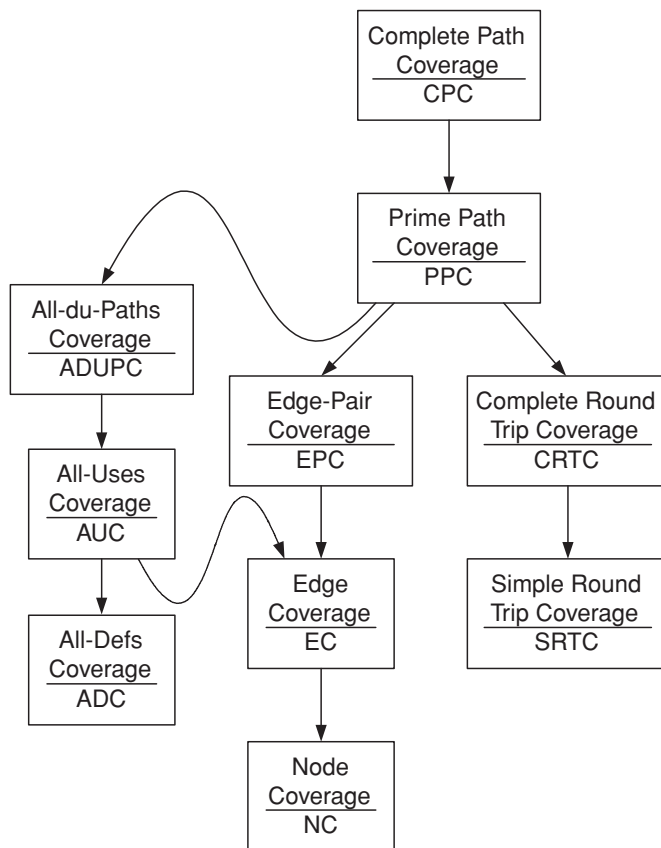 Complete Path
Coverage
CPC
Prime Path
Coverage
PPC
All-du-Paths
Coverage
ADUPC
Edge-Pair
Coverage
EPC
Complete Round
Trip Coverage
CRTC
All-Uses
Coverage
AUC
Edge
Coverage
EC
Simple Round
Trip Coverage
SRTC
All-Defs
Coverage
ADC
Node
Coverage
NC